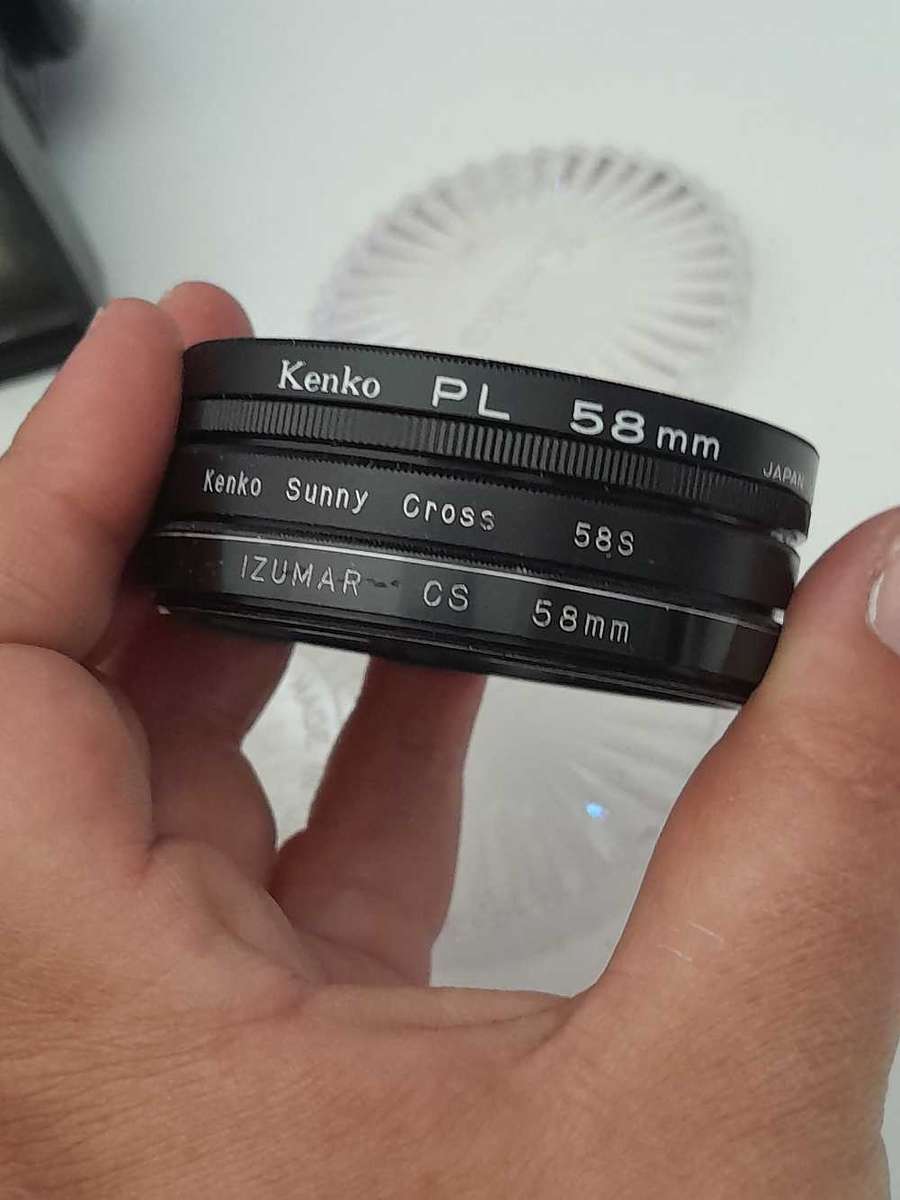 Kenko PL 58mm JAPAN
Kenko Sunny Cross 58S
IZUMAR CS 58mm